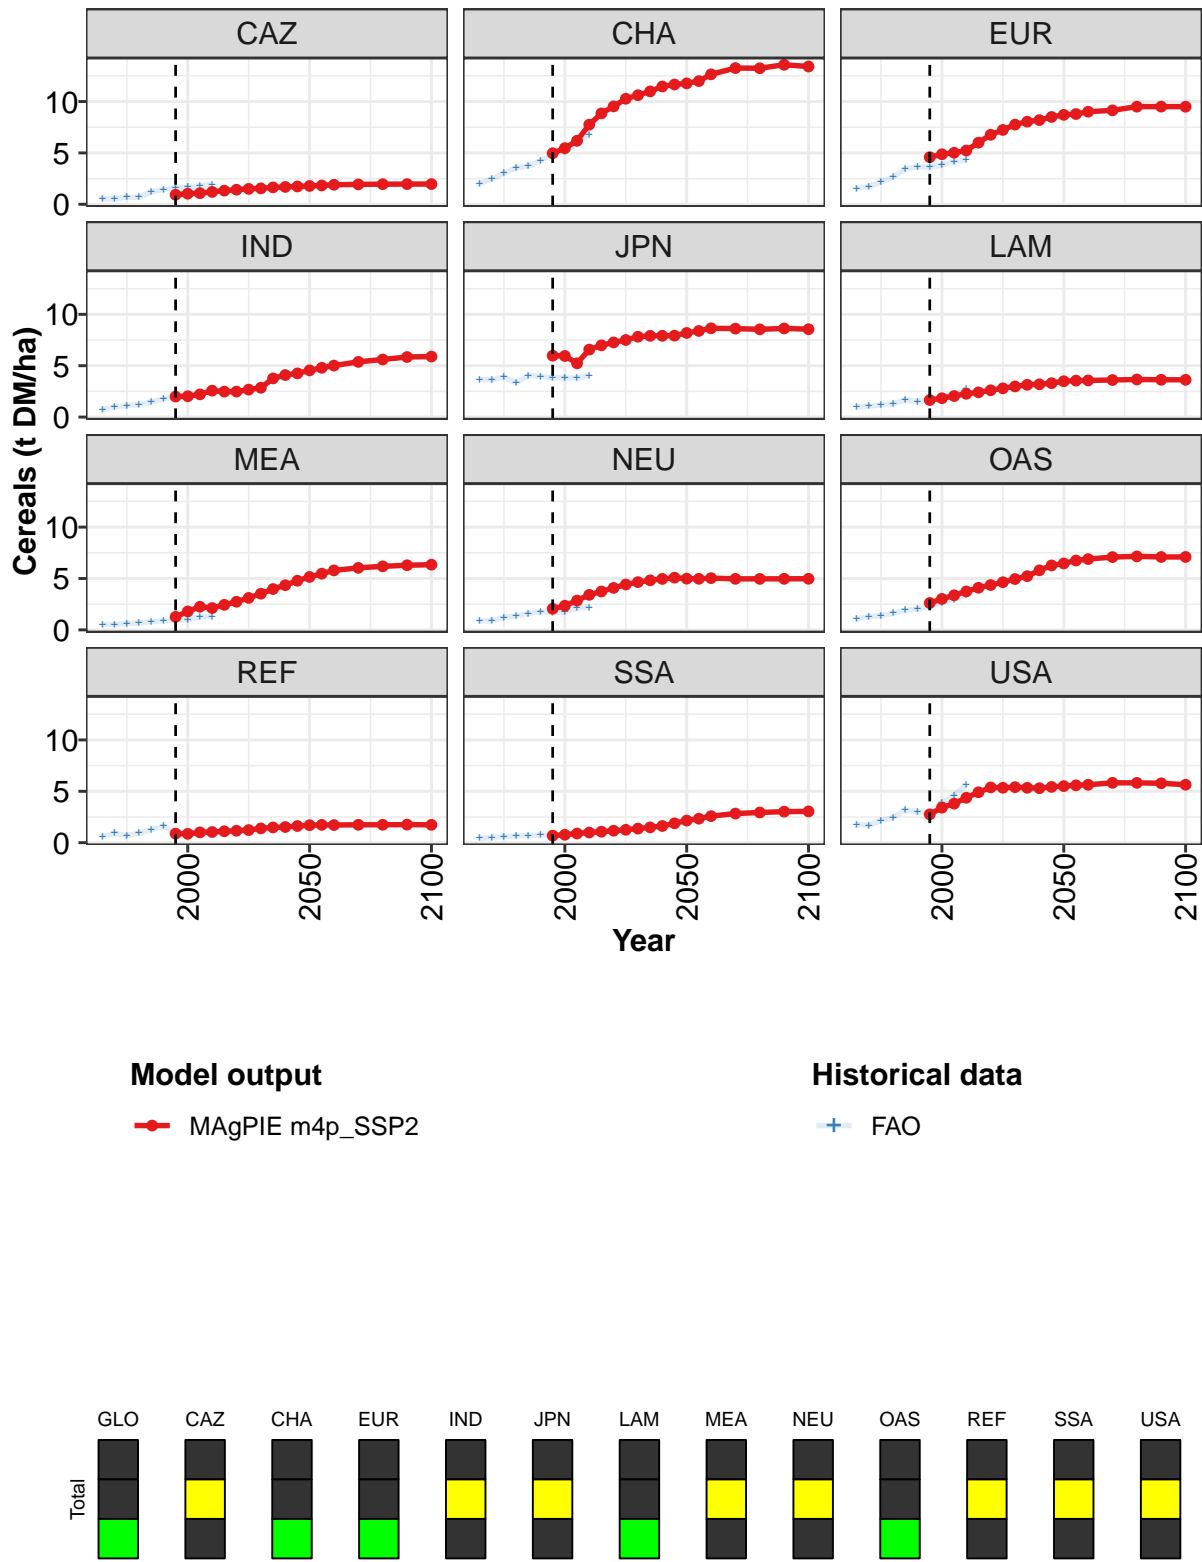 CAZ CHA EUR
10
5
0
IND JPN LAM
10
5
0
MEA NEU OAS
10
5
0
REF SSA USA
10
5
0
Cereals (t DM/ha)
2000 2050 2100 2000 2050 2100 2000 2050 2100
Year
Model output Historical data
MAgPIE m4p_SSP2 FAO
GLO CAZ CHA EUR IND JPN LAM MEA NEU OAS REF SSA USA
Total